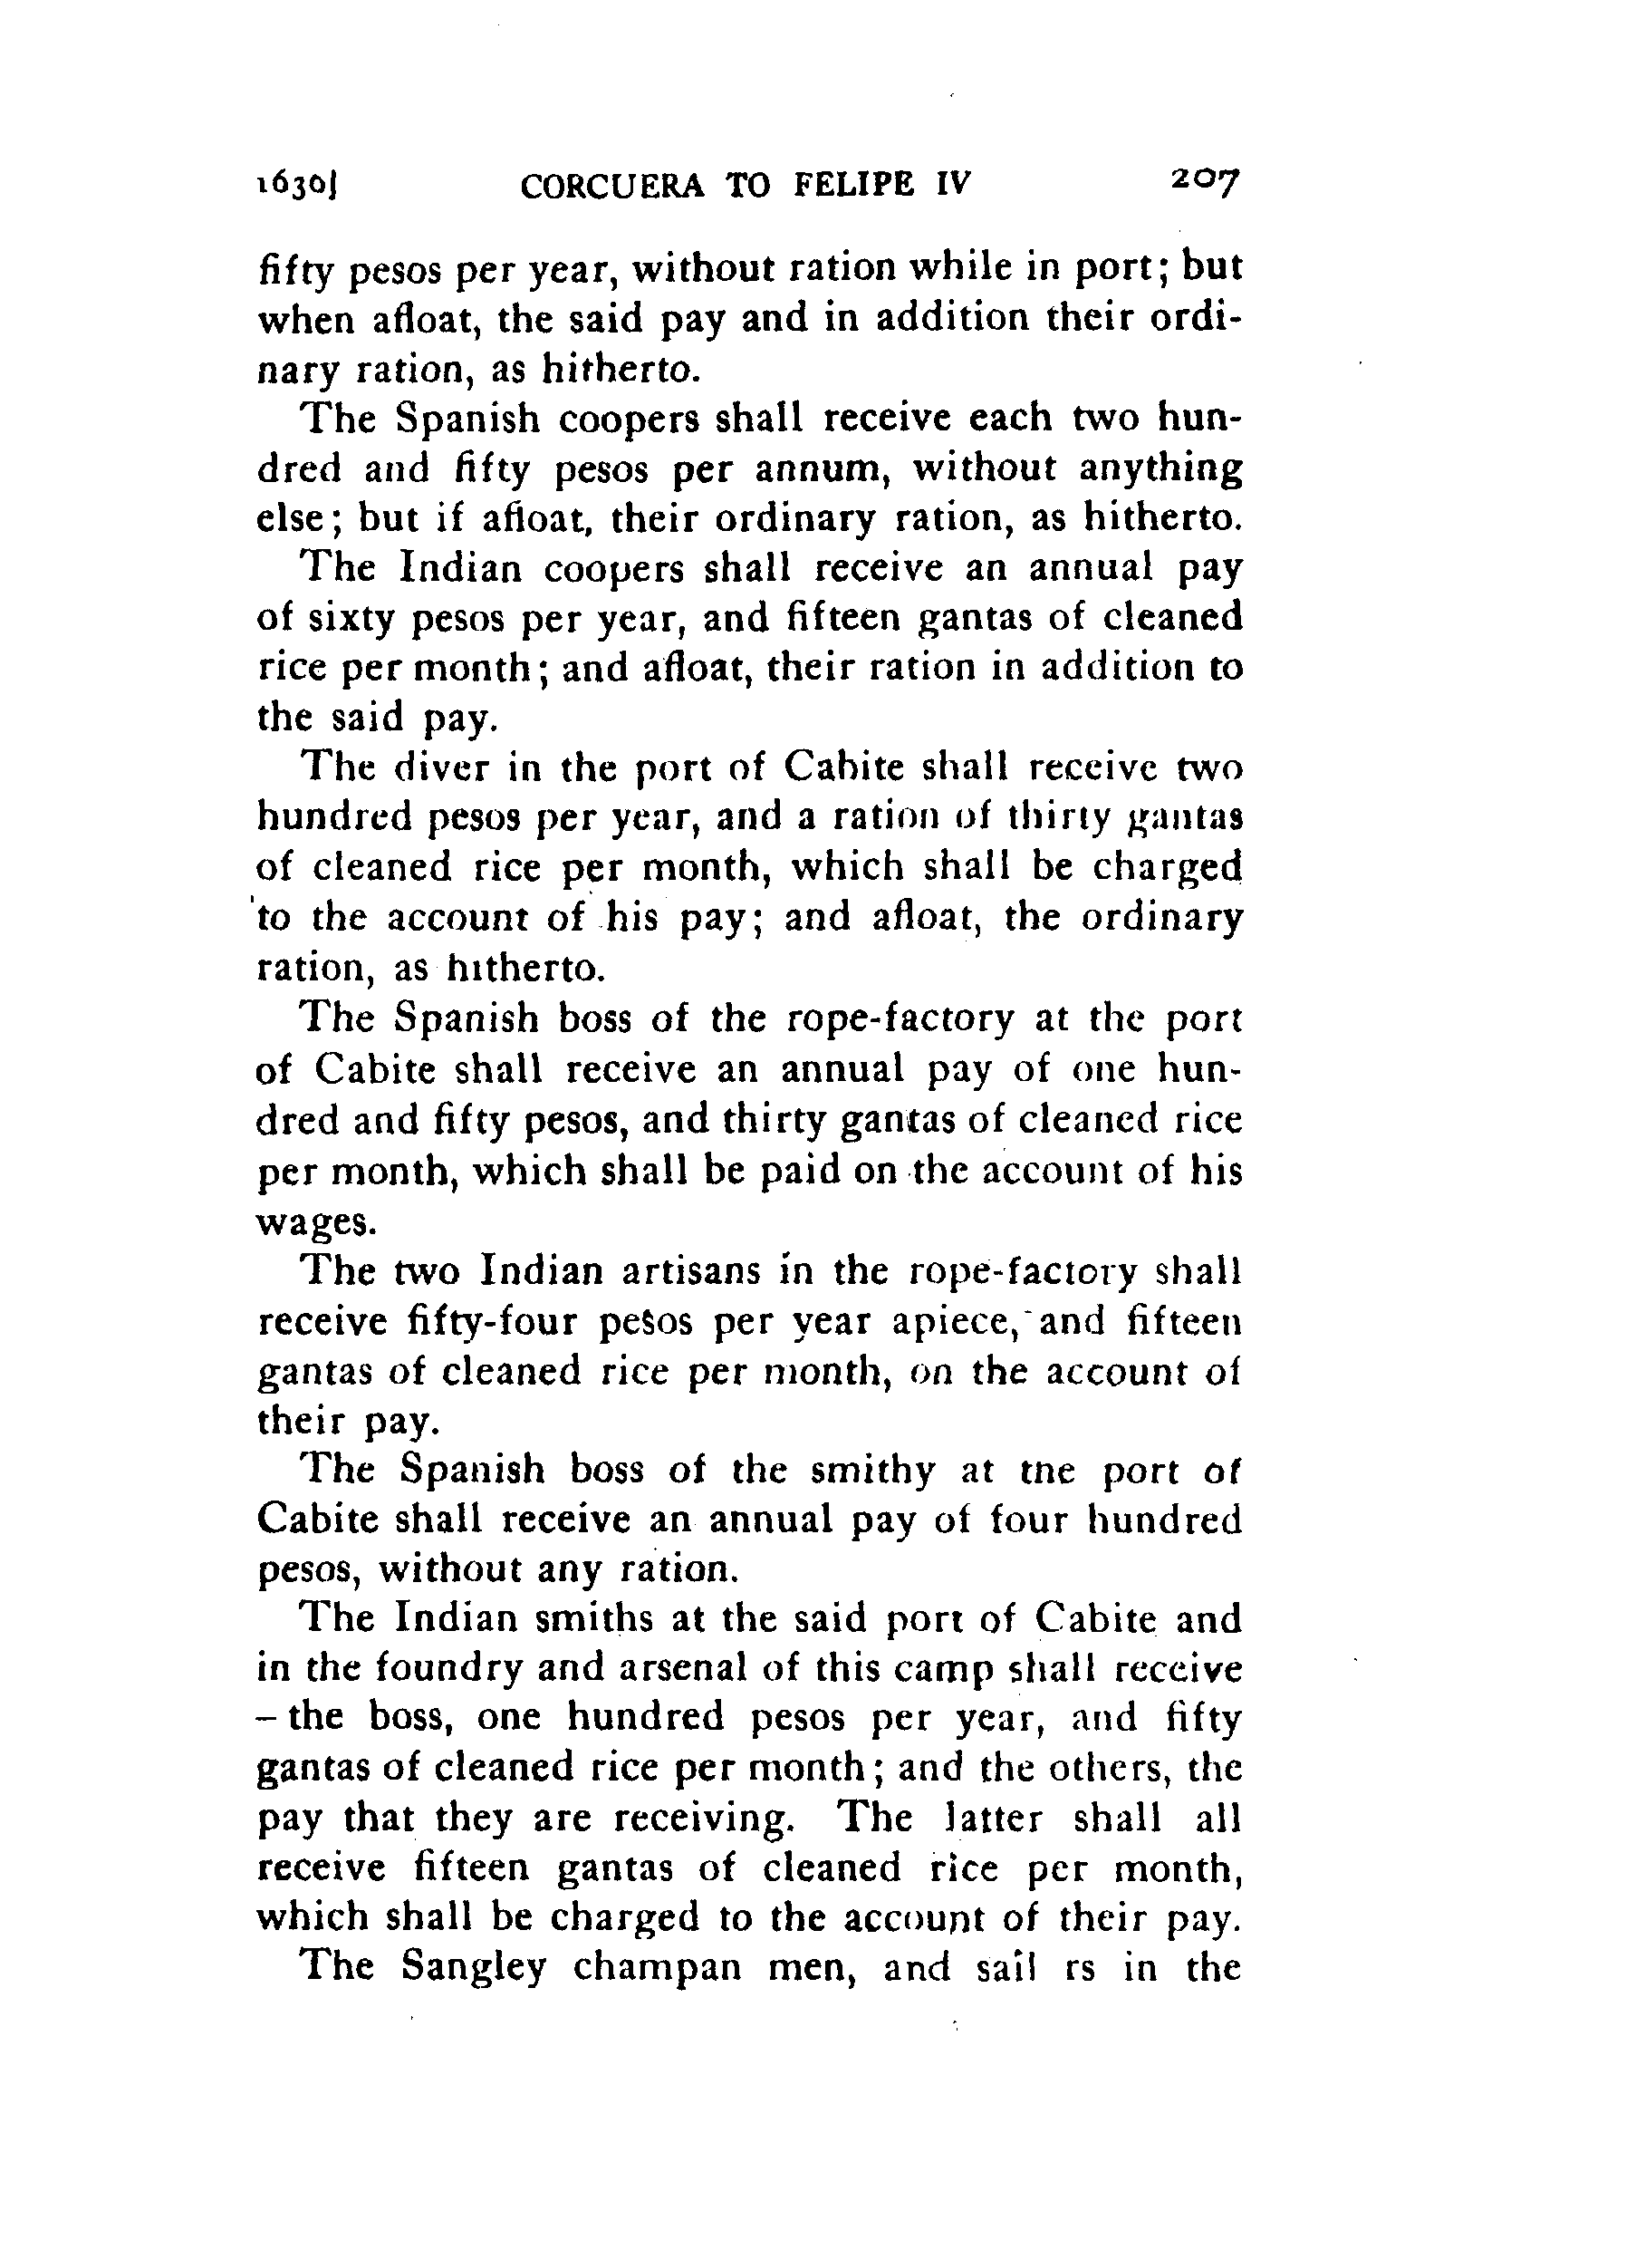 1630] CORCUERA TO FELIPE IV 207
fifty pesos per year, without ration while in port; but
when afloat, the said pay and in addition their ordi-
nary ration, as hitherto.
The Spanish coopers shall receive each two hun-
dred and fifty pesos per annum, without anything
else; but if afloat, their ordinary ration, as hitherto.
The Indian coopers shall receive an annual pay
of sixty pesos per year, and fifteen gantas of cleaned
rice per month; and afloat, their ration in addition to
the said pay.
The diver in the port of Cabite shall receive two
hundred pesos per year, and a ration of thirty gantas
of cleaned rice per month, which shall be charged
to the account of his pay; and afloat, the ordinary
ration, as hitherto.
The Spanish boss of the rope-factory at the port
of Cabite shall receive an annual pay of one hun-
dred and fifty pesos, and thirty gantas of cleaned rice
per month, which shall be paid on the account of his
wages.
The two Indian artisans in the rope-factory shall
receive fifty-four pesos per year apiece, and fifteen
gantas of cleaned rice per month, on the account of
their pay.
The Spanish boss of the smithy at the port of
Cabite shall receive an annual pay of four hundred
pesos, without any ration.
The Indian smiths at the said port of Cabite and
in the foundry and arsenal of this camp shall receive
– the boss, one hundred pesos per year, and fifty
gantas of cleaned rice per month; and the others, the
pay that they are receiving. The latter shall all
receive fifteen gantas of cleaned rice per month,
which shall be charged to the account of their pay.
The Sangley champan men, and sail rs in the